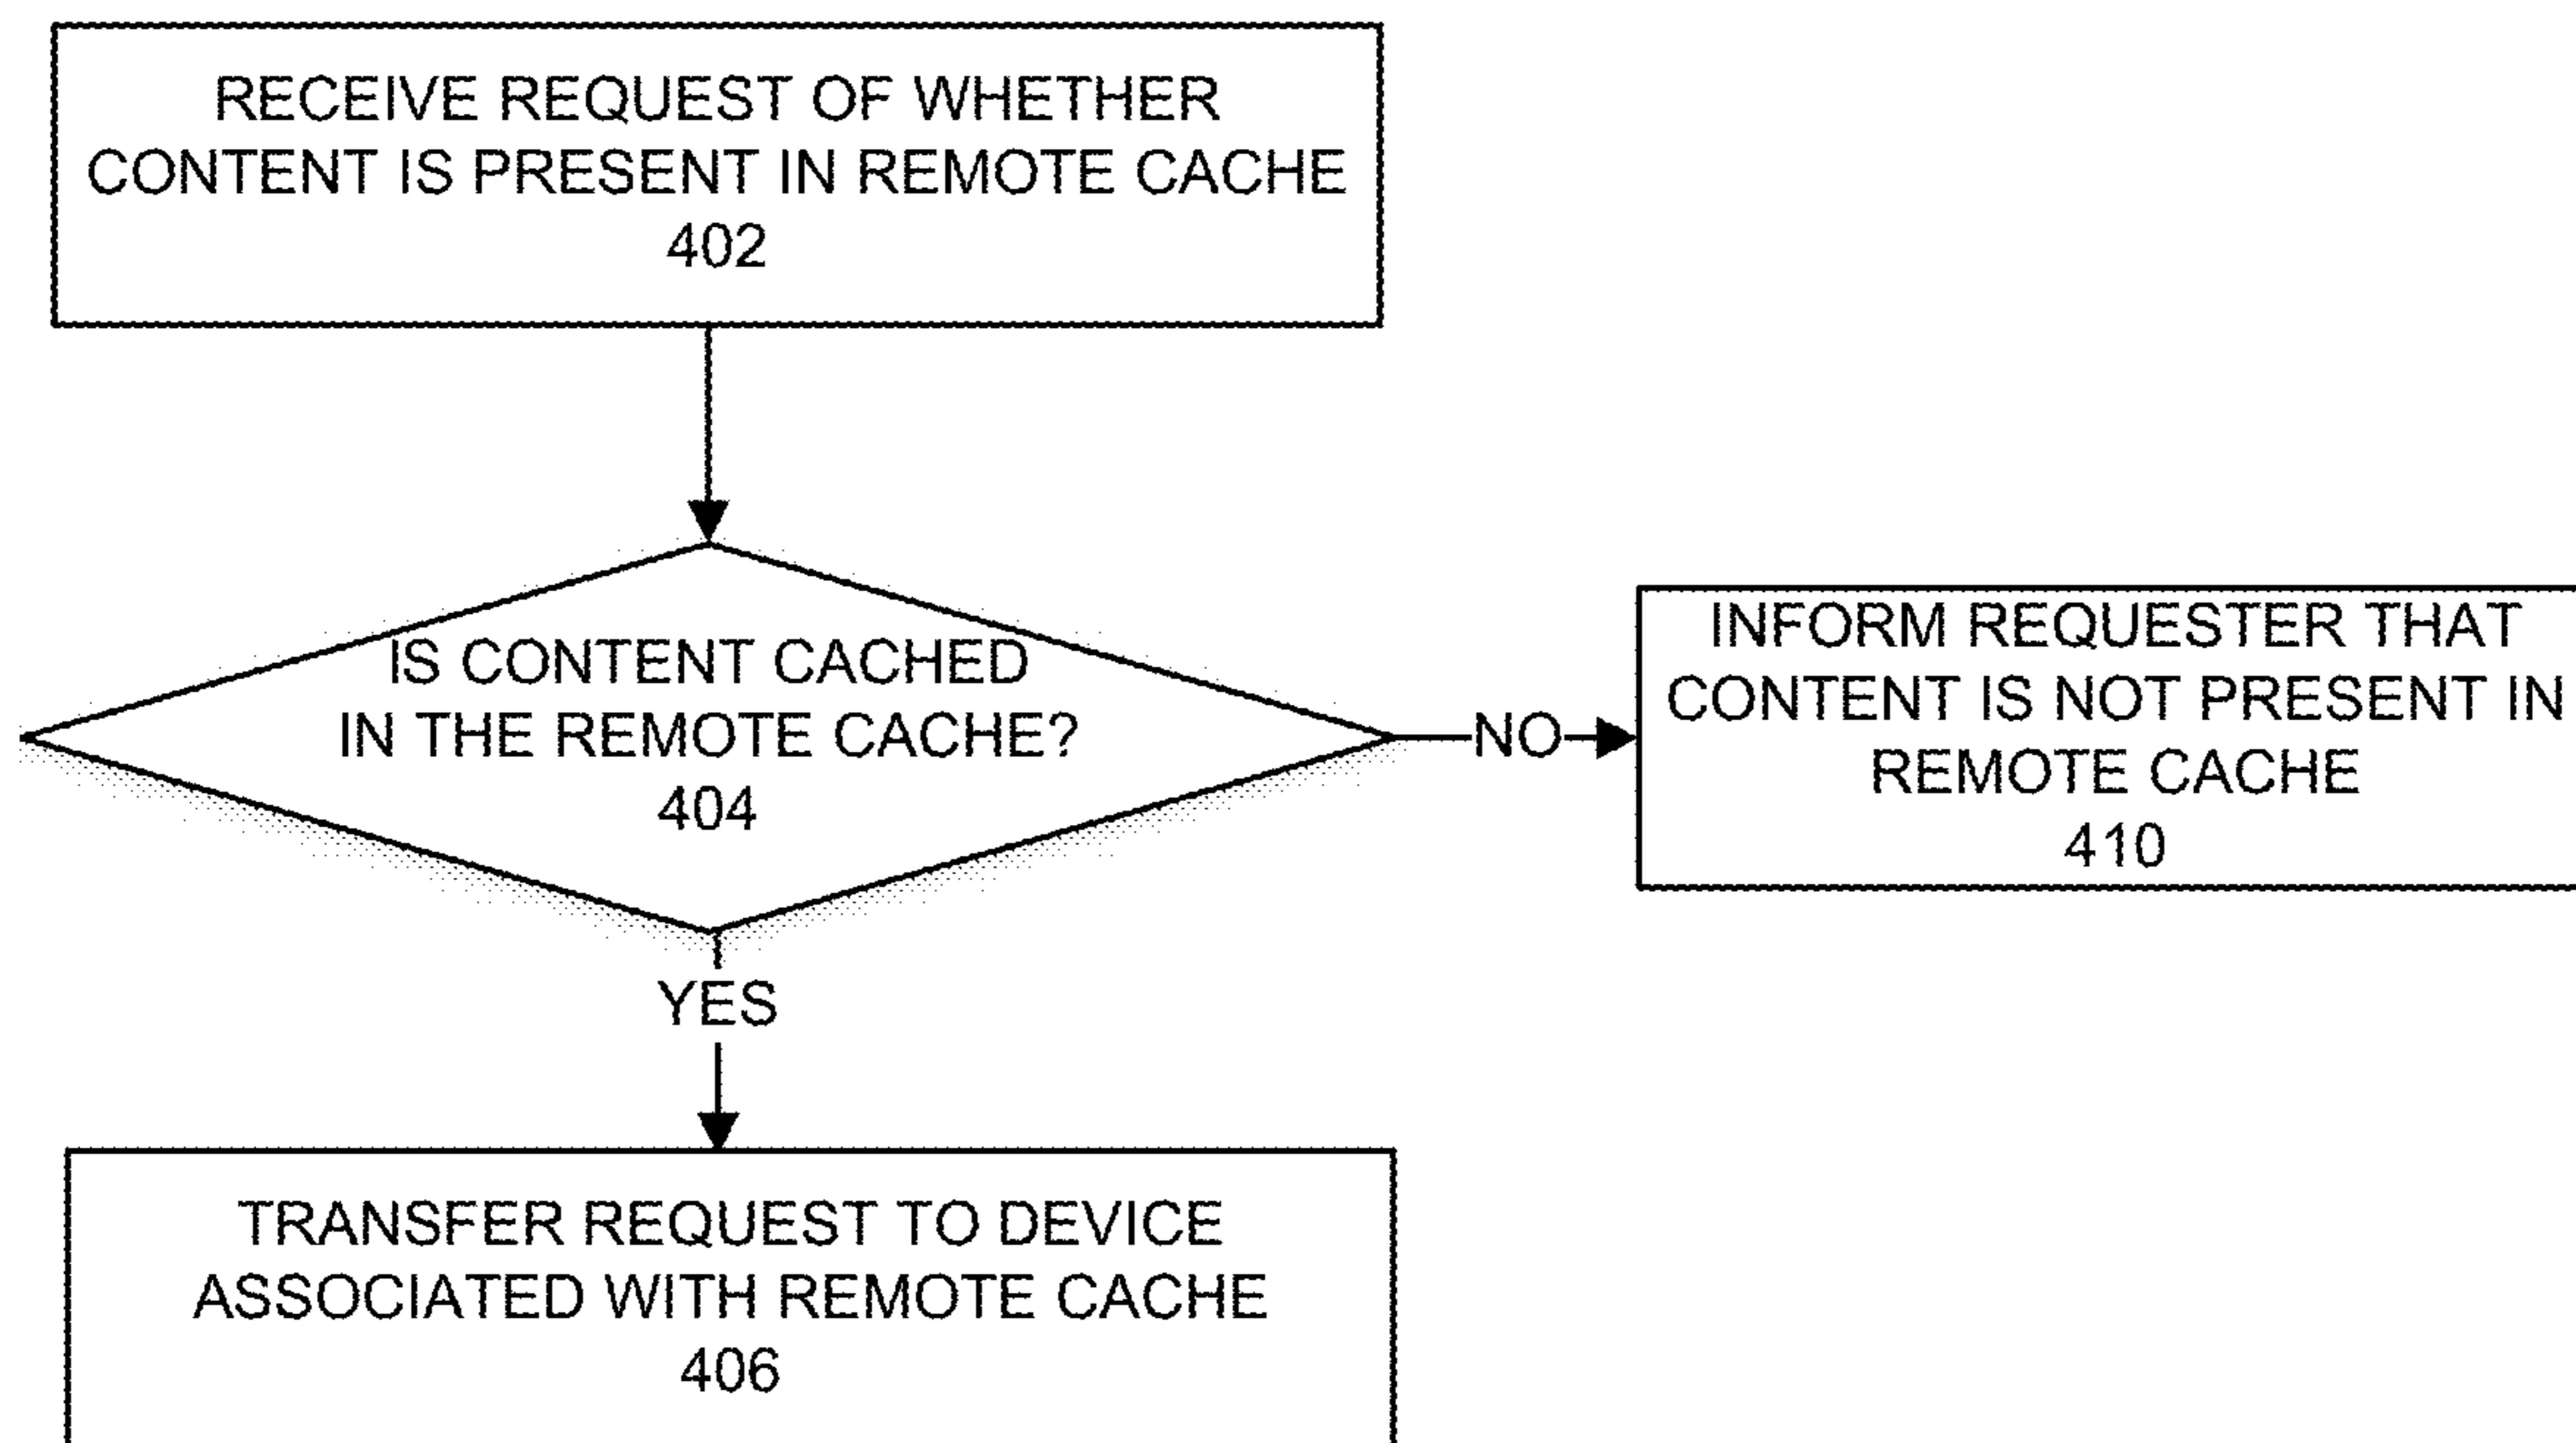 RECEIVE REQUEST OF WHETHER
CONTENT IS PRESENT IN REMOTE CACHE
402
IS CONTENT CACHED
IN THE REMOTE CACHE?
404
NO
INFORM REQUESTER THAT
CONTENT IS NOT PRESENT IN
REMOTE CACHE
410
YES
TRANSFER REQUEST TO DEVICE
ASSOCIATED WITH REMOTE CACHE
406